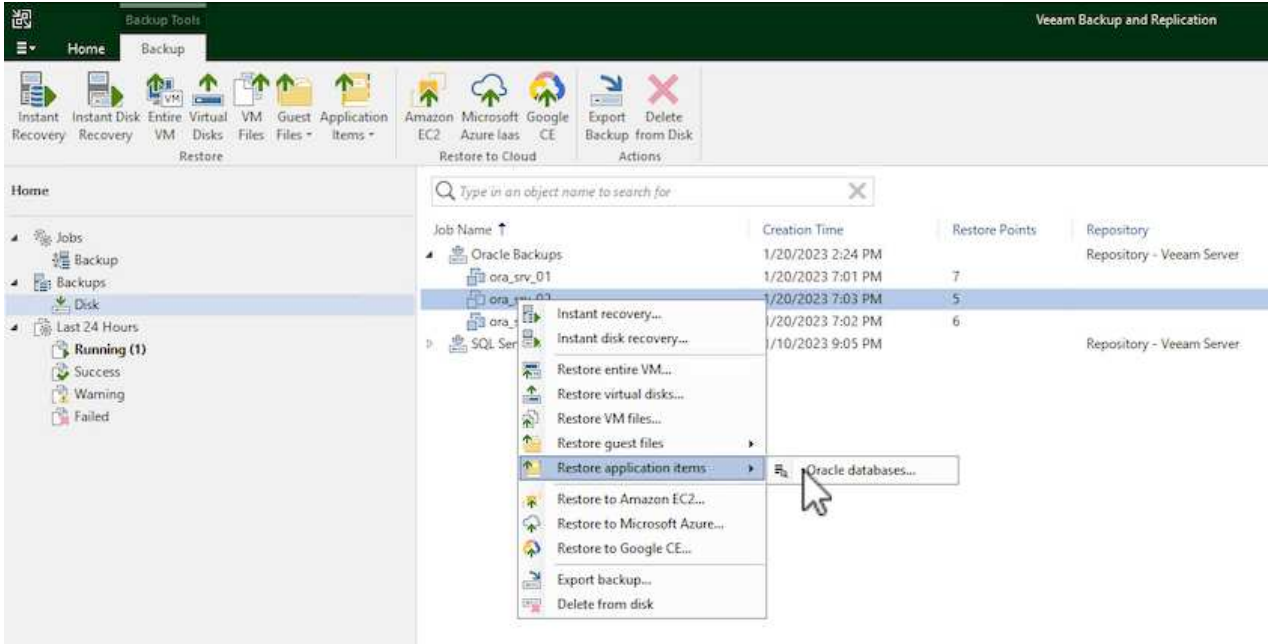 Backup Tools
Veeam Backup and Replication
Home
Backup
Instant Recovery
Instant Disk Recovery
Entire VM
Virtual Disks
VM Files
Guest Files
Application Items
Amazon EC2
Microsoft Azure Iaas
Google CE
Export Backup
Delete from Disk
Restore
Restore to Cloud
Actions
Home
Type in an object name to search for
Jobs
Backup
Backups
Disk
Last 24 Hours
Running (1)
Success
Warning
Failed
Job Name Creation Time Restore Points Repository
Oracle Backups 1/20/2023 2:24 PM Repository - Veeam Server
ora_srv_01 1/20/2023 7:01 PM 7
1/20/2023 7:03 PM 5
1/20/2023 7:02 PM 6
SQL Ser 1/10/2023 9:05 PM Repository - Veeam Server
Instant recovery...
Instant disk recovery...
Restore entire VM...
Restore virtual disks...
Restore VM files...
Restore guest files
Restore application items
Oracle databases...
Restore to Amazon EC2...
Restore to Microsoft Azure...
Restore to Google CE...
Export backup...
Delete from disk